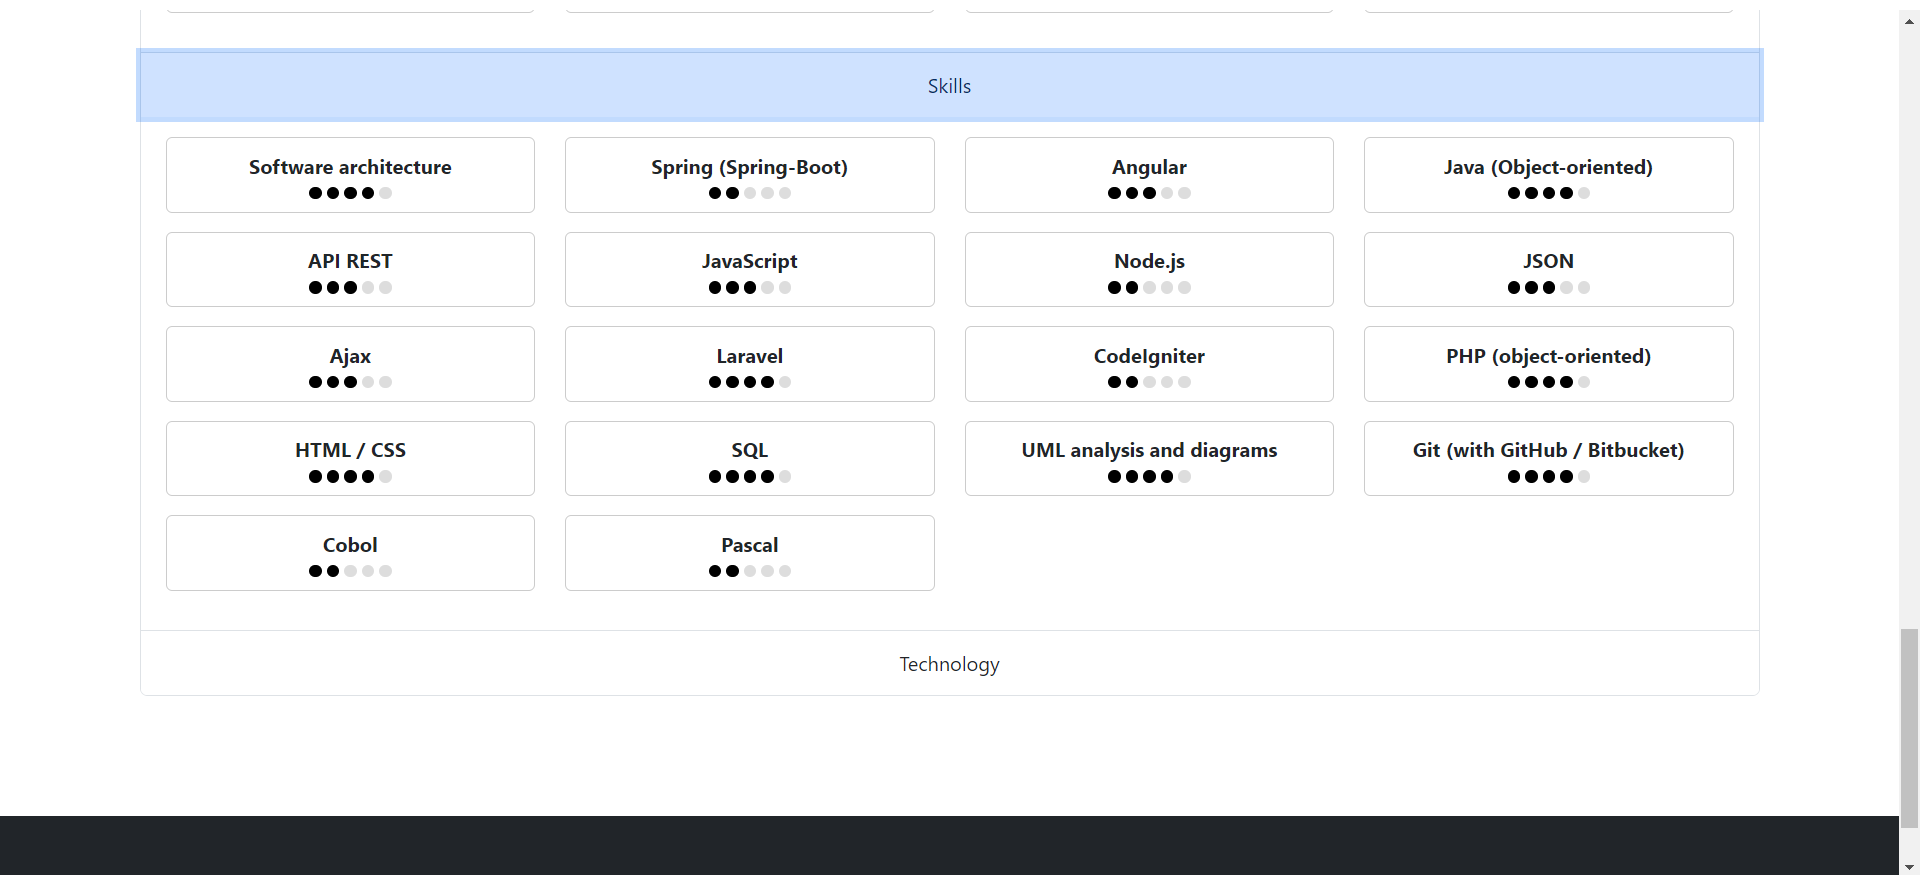 Skills
Software architecture
Spring (Spring-Boot)
Angular
Java (Object-oriented)
API REST
JavaScript
Node.js
JSON
Ajax
Laravel
CodeIgniter
PHP (object-oriented)
HTML / CSS
SQL
UML analysis and diagrams
Git (with GitHub / Bitbucket)
Cobol
Pascal
Technology